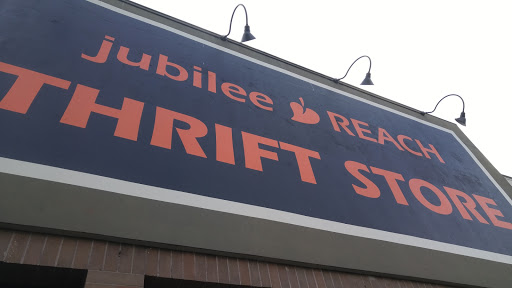 jubilee REACH
THRIFT STORE